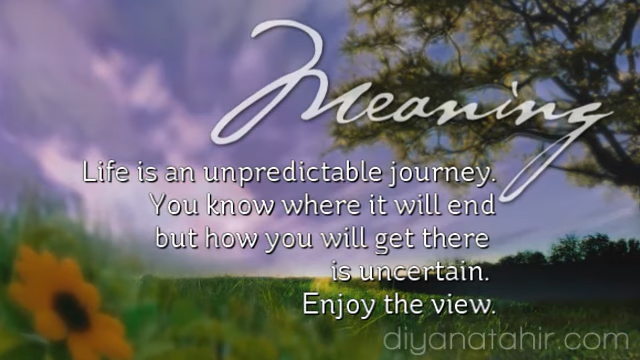 Meaning
Life is an unpredictable journey.
You know where it will end
but how you will get there
is uncertain.
Enjoy the view.
diyanatahir.com